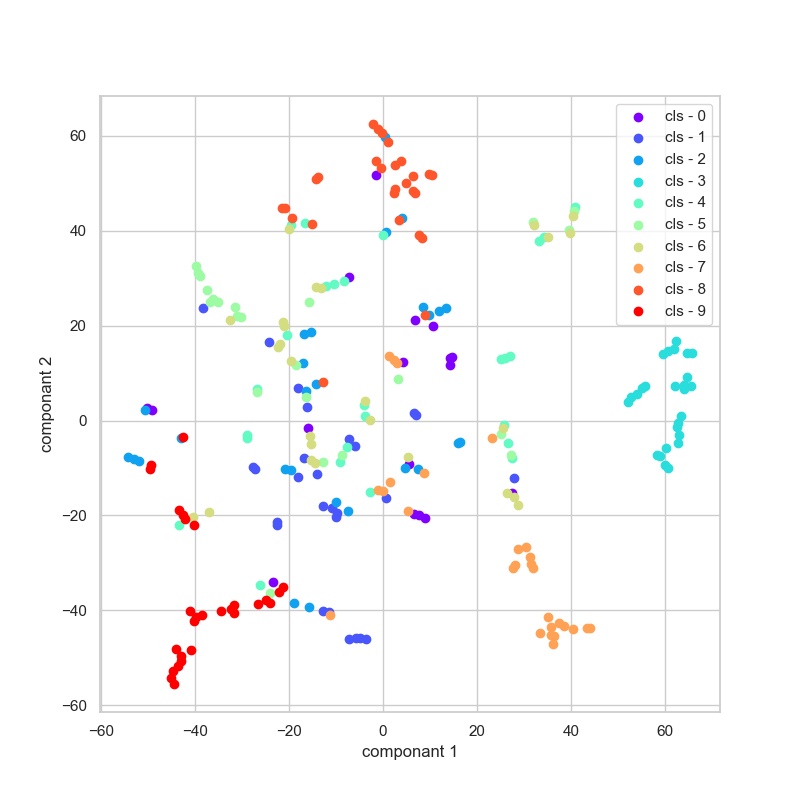 cls - 0
cls - 1
cls - 2
cls - 3
cls - 4
cls - 5
cls - 6
cls - 7
cls - 8
cls - 9
60
40
20
0
−20
−40
−60
componant 2
−60
−40
−20
0
20
40
60
componant 1